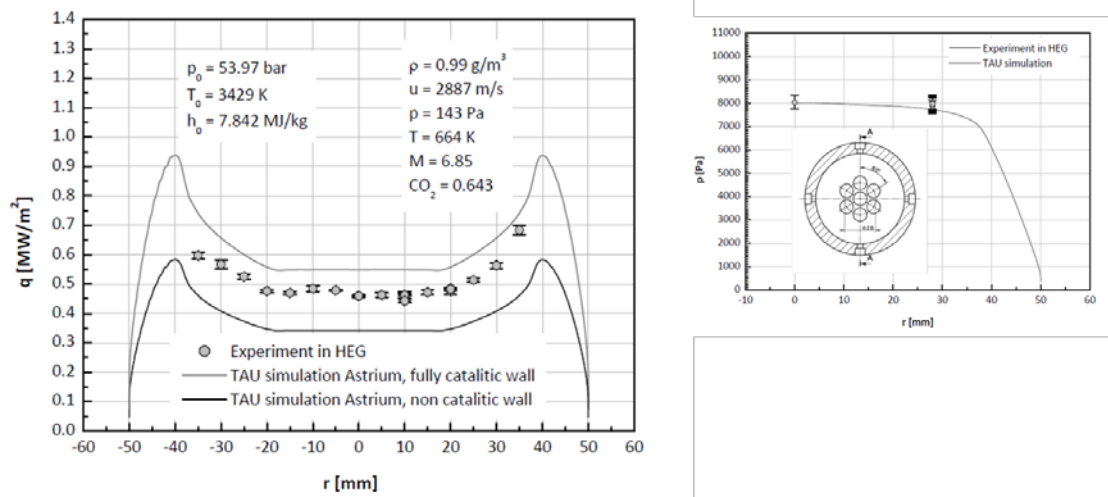 1.4
1.3
1.2
1.1
1.0
0.9
0.8
0.7
0.6
0.5
0.4
0.3
0.2
0.1
0.0
q [MW/m²]
p₀ = 53.97 bar
T₀ = 3429 K
h₀ = 7.842 MJ/kg
ρ = 0.99 g/m³
u = 2887 m/s
p = 143 Pa
T = 664 K
M = 6.85
CO₂ = 0.643
Experiment in HEG
TAU simulation Astrium, fully catalitic wall
TAU simulation Astrium, non catalitic wall
-60 -50 -40 -30 -20 -10 0 10 20 30 40 50 60
r [mm]
11000
10000
9000
8000
7000
6000
5000
4000
3000
2000
1000
0
p [Pa]
Experiment in HEG
TAU simulation
A
A
-10 0 10 20 30 40 50 60
r [mm]